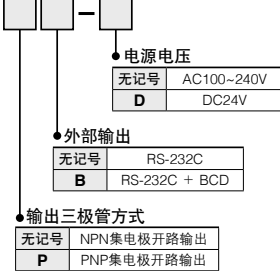 –
电源电压
无记号 AC100~240V
D DC24V
外部输出
无记号 RS-232C
B RS-232C + BCD
输出三极管方式
无记号 NPN集电极开路输出
P PNP集电极开路输出